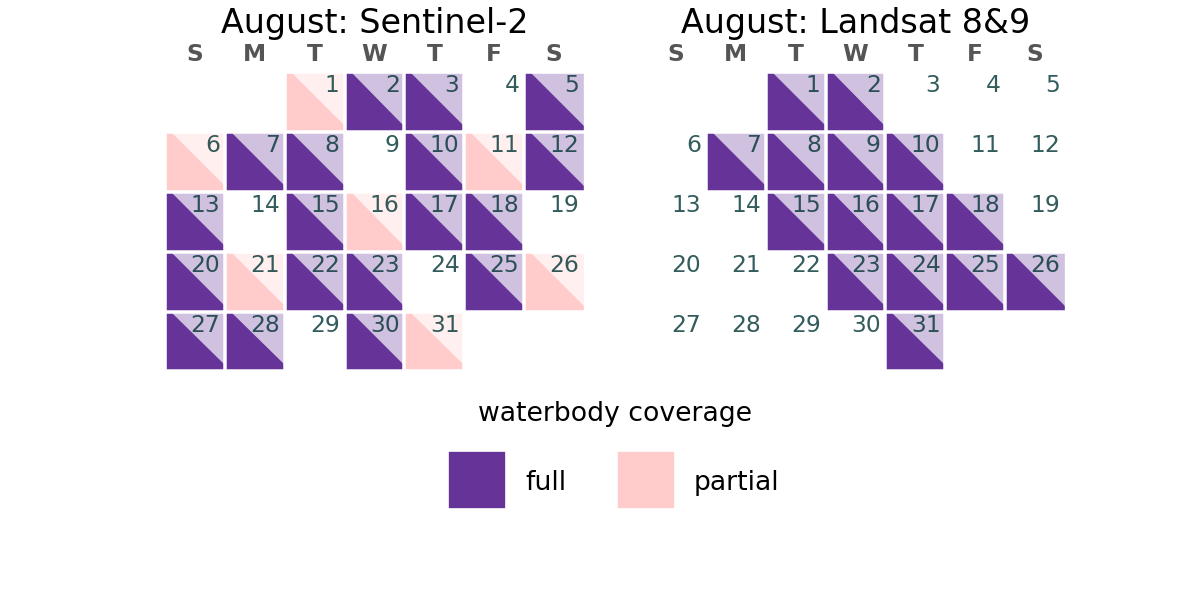 August: Sentinel-2
S M T W T F S
1 2 3 4 5
6 7 8 9 10 11 12
13 14 15 16 17 18 19
20 21 22 23 24 25 26
27 28 29 30 31
August: Landsat 8&9
S M T W T F S
1 2 3 4 5
6 7 8 9 10 11 12
13 14 15 16 17 18 19
20 21 22 23 24 25 26
27 28 29 30 31
waterbody coverage
full partial